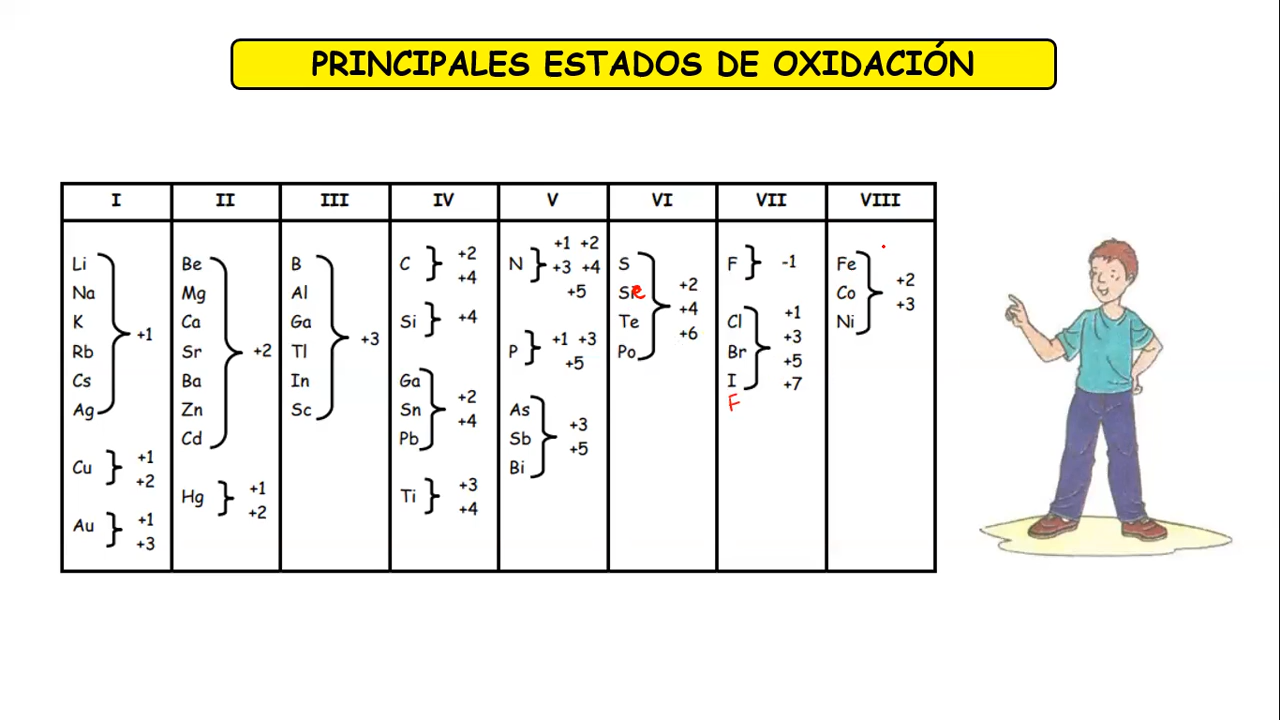 PRINCIPALES ESTADOS DE OXIDACIÓN
I II III IV V VI VII VIII
Li
Na
K
Rb
Cs
Ag
+1
Cu
+1
+2
Au
+1
+3
Be
Mg
Ca
Sr
Ba
Zn
Cd
+2
Hg
+1
+2
B
Al
Ga
Tl
In
Sc
+3
C
+2
+4
Si
+4
Ga
Sn
Pb
+2
+4
Ti
+3
+4
N
+1 +2
+3 +4
+5
P
+1 +3
+5
As
Sb
Bi
+3
+5
S
Se
Te
Po
+2
+4
+6
F
-1
Cl
Br
I
+1
+3
+5
+7
F
Fe
Co
Ni
+2
+3